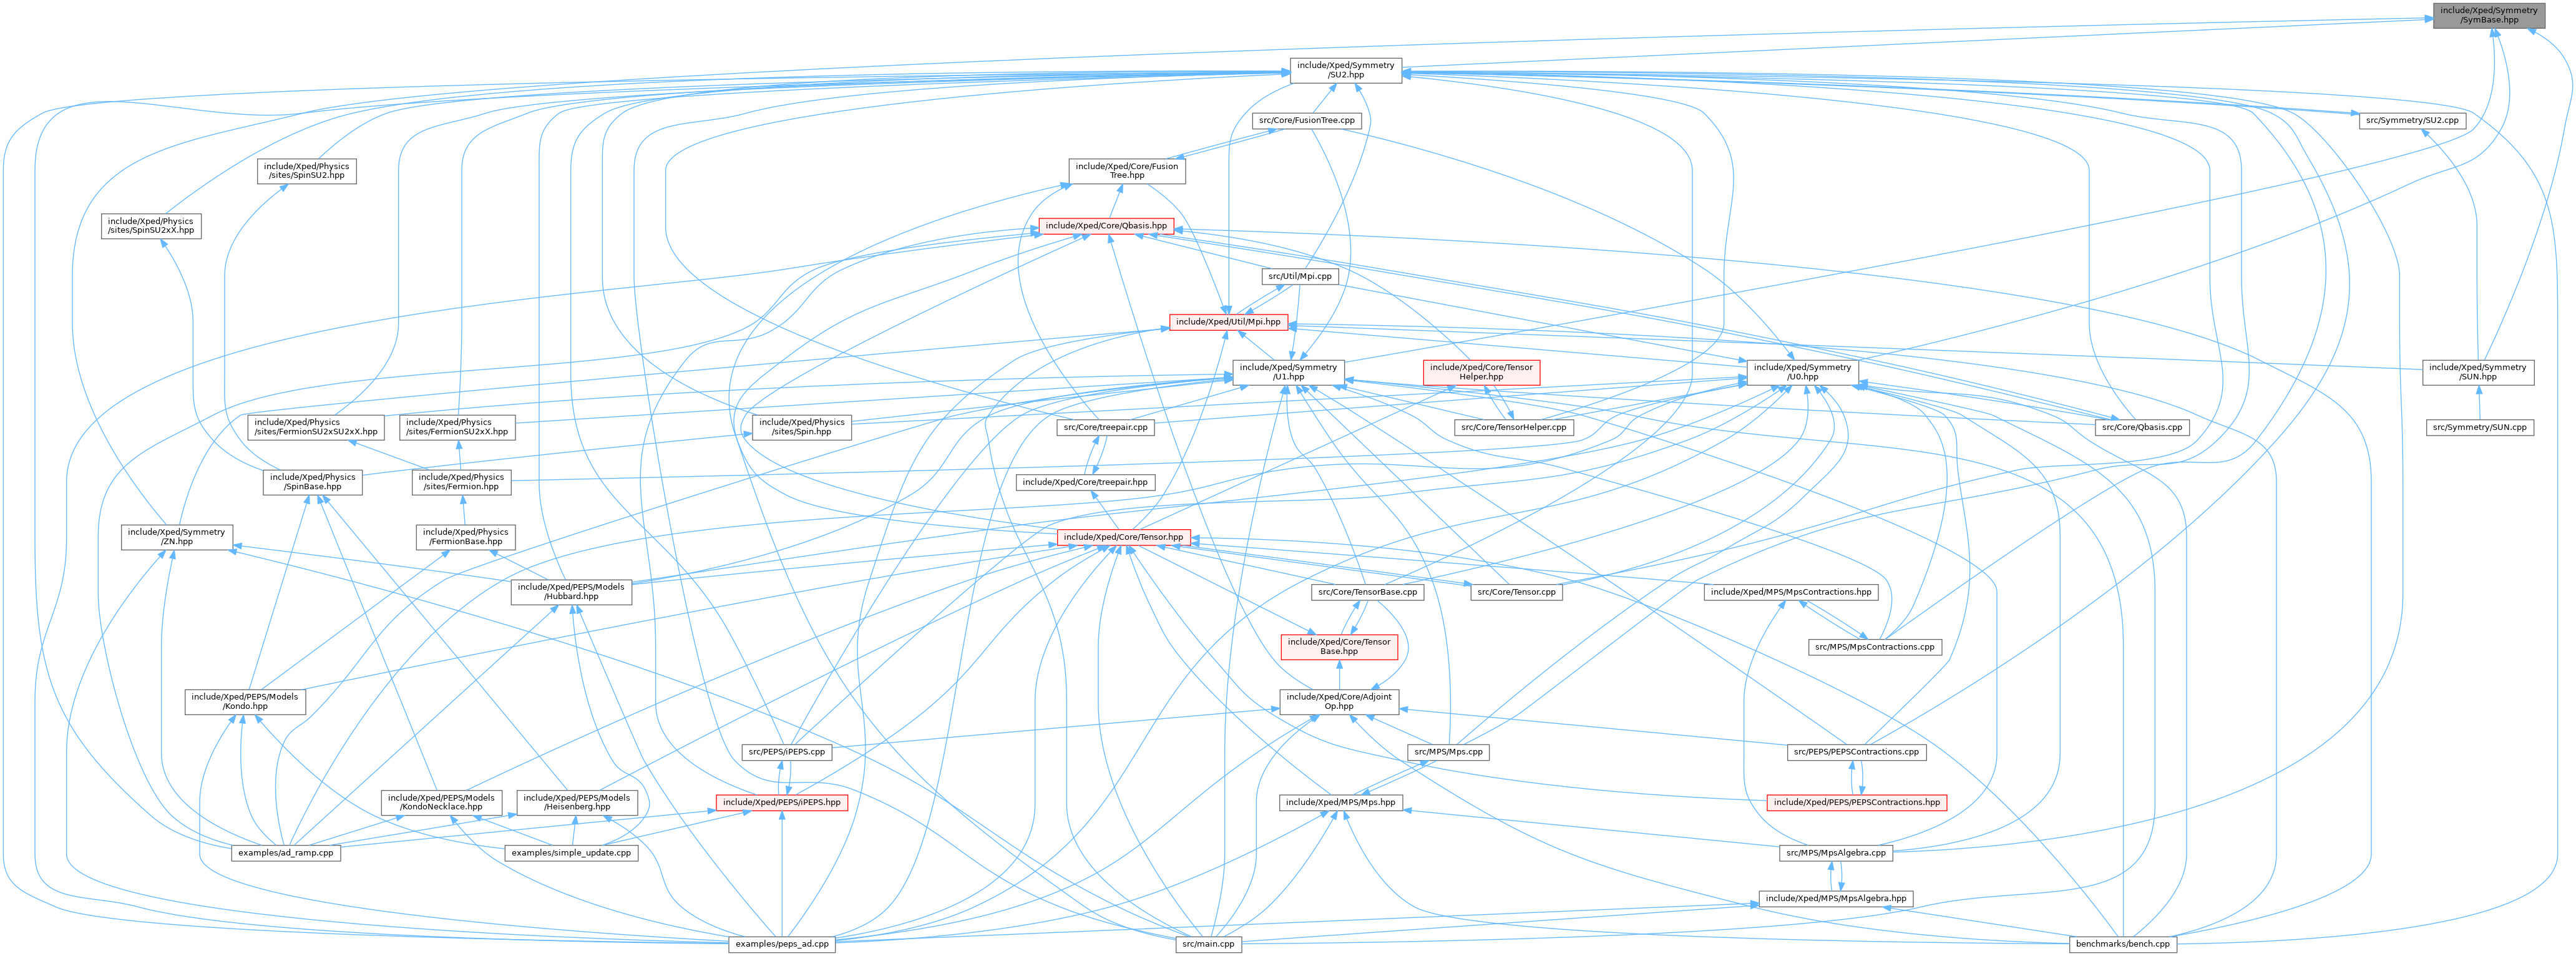 include/Xped/Symmetry
/SymBase.hpp
include/Xped/Symmetry
/SU2.hpp
src/Core/FusionTree.cpp
src/Symmetry/SU2.cpp
include/Xped/Physics
/sites/SpinSU2.hpp
include/Xped/Core/Fusion
Tree.hpp
include/Xped/Physics
/sites/SpinSU2xX.hpp
include/Xped/Core/Qbasis.hpp
src/Util/Mpi.cpp
include/Xped/Util/Mpi.hpp
include/Xped/Symmetry
/U1.hpp
include/Xped/Core/Tensor
Helper.hpp
include/Xped/Symmetry
/U0.hpp
include/Xped/Symmetry
/SUN.hpp
include/Xped/Physics
/sites/FermionSU2xSU2xX.hpp
include/Xped/Physics
/sites/FermionSU2xX.hpp
include/Xped/Physics
/sites/Spin.hpp
src/Core/treepair.cpp
src/Core/TensorHelper.cpp
src/Core/Qbasis.cpp
src/Symmetry/SUN.cpp
include/Xped/Physics
/SpinBase.hpp
include/Xped/Physics
/sites/Fermion.hpp
include/Xped/Core/treepair.hpp
include/Xped/Symmetry
/ZN.hpp
include/Xped/Physics
/FermionBase.hpp
include/Xped/Core/Tensor.hpp
include/Xped/PEPS/Models
/Hubbard.hpp
src/Core/TensorBase.cpp
src/Core/Tensor.cpp
include/Xped/MPS/MpsContractions.hpp
include/Xped/Core/Tensor
Base.hpp
src/MPS/MpsContractions.cpp
include/Xped/PEPS/Models
/Kondo.hpp
include/Xped/Core/Adjoint
Op.hpp
src/PEPS/iPEPS.cpp
src/MPS/Mps.cpp
src/PEPS/PEPSContractions.cpp
include/Xped/PEPS/Models
/KondoNecklace.hpp
include/Xped/PEPS/Models
/Heisenberg.hpp
include/Xped/PEPS/iPEPS.hpp
include/Xped/MPS/Mps.hpp
include/Xped/PEPS/PEPSContractions.hpp
examples/ad_ramp.cpp
examples/simple_update.cpp
src/MPS/MpsAlgebra.cpp
include/Xped/MPS/MpsAlgebra.hpp
examples/peps_ad.cpp
src/main.cpp
benchmarks/bench.cpp